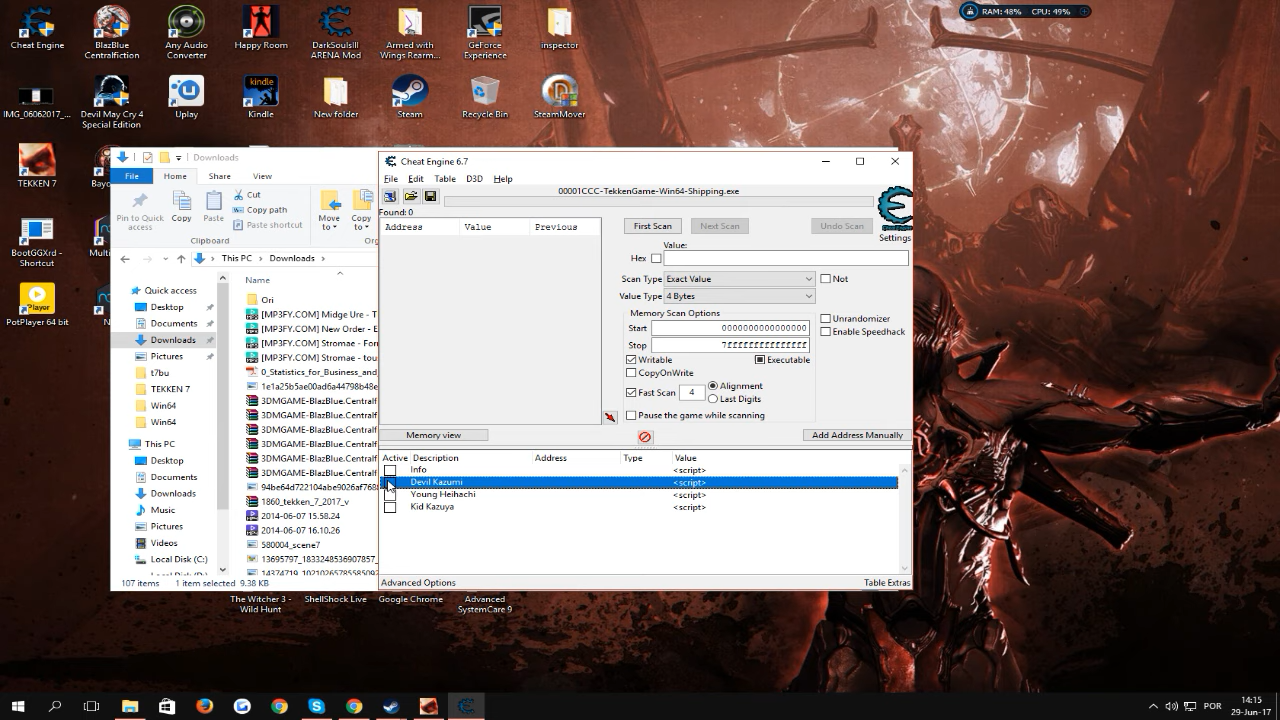 RAM: 48% CPU: 49%
Cheat Engine
BlazBlue Centralfiction
Any Audio Converter
Happy Room
DarkSoulsIII ARENA Mod
Armed with Wings Rearm...
GeForce Experience
inspector
IMG_06062017_...
Devil May Cry 4 Special Edition
Uplay
kindle
Kindle
New folder
Steam
Recycle Bin
SteamMover
TEKKEN 7
Bayo
BootGGXrd - Shortcut
Multi
Player
PotPlayer 64 bit
N
Downloads
File Home Share View
Pin to Quick access
Copy
Paste
Cut
Copy path
Paste shortcut
Move to
Copy to
Clipboard
Org
This PC > Downloads >
Quick access
Desktop
Documents
Downloads
Pictures
t7bu
TEKKEN 7
Win64
Win64
This PC
Desktop
Documents
Downloads
Music
Pictures
Videos
Local Disk (C:)
Name
Ori
[MP3FY.COM] Midge Ure - T
[MP3FY.COM] New Order - E
[MP3FY.COM] Stromae - For
[MP3FY.COM] Stromae - tou
0_Statistics_for_Business_and
1e1a25b5ae00ad6a44798b48e
3DMGAME-BlazBlue.Centralf
3DMGAME-BlazBlue.Centralf
3DMGAME-BlazBlue.Centralf
3DMGAME-BlazBlue.Centralf
3DMGAME-BlazBlue.Centralf
3DMGAME-BlazBlue.Centralf
94be64d722104abe9026af768
1860_tekken_7_2017_v
2014-06-07 15.58.24
2014-06-07 16.10.26
580004_scene7
13695797_1833248536907857_
107 items 1 item selected 9.38 KB
Cheat Engine 6.7
File Edit Table D3D Help
00001CCC-TekkenGame-Win64-Shipping.exe
Found: 0
Address Value Previous
First Scan Next Scan Undo Scan
Settings
Value:
Hex
Scan Type Exact Value
Not
Value Type 4 Bytes
Memory Scan Options
Start 0000000000000000
Stop 7fffffffffffffff
Writable Executable
CopyOnWrite
Fast Scan 4 Alignment
Last Digits
Pause the game while scanning
Unrandomizer
Enable Speedhack
Memory view
Add Address Manually
Active Description Address Type Value
Info <script>
Devil Kazumi <script>
Young Heihachi <script>
Kid Kazuya <script>
Advanced Options Table Extras
The Witcher 3 - Wild Hunt
ShellShock Live
Google Chrome
Advanced SystemCare 9
POR
14:15
29-Jun-17